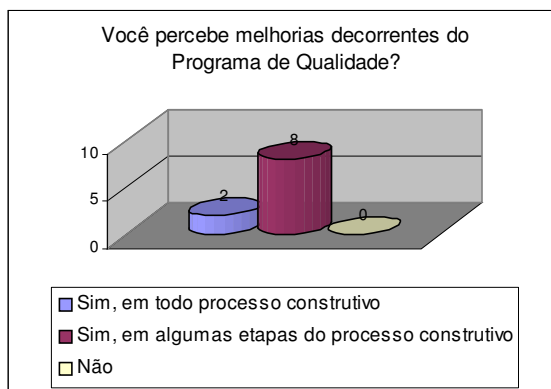 Você percebe melhorias decorrentes do
Programa de Qualidade?
10
5
0
2
8
0
Sim, em todo processo construtivo
Sim, em algumas etapas do processo construtivo
Não